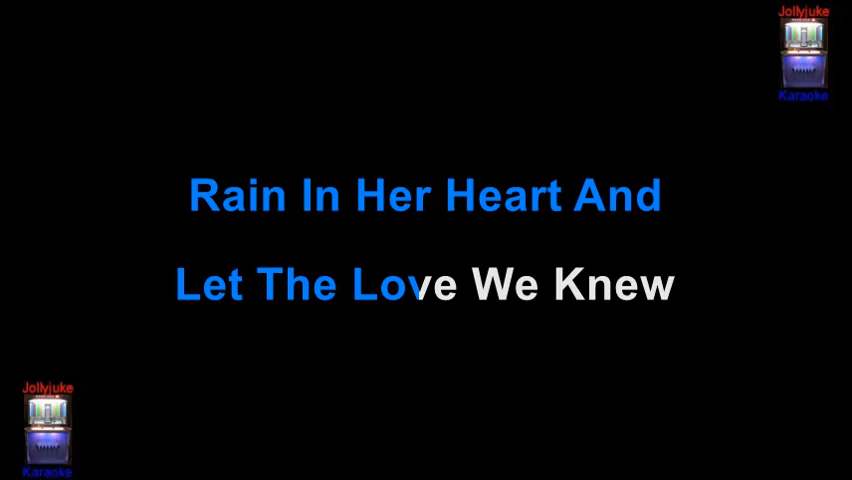 Jollyjuke
Karaoke
Rain In Her Heart And
Let The Love We Knew
Jollyjuke
Karaoke